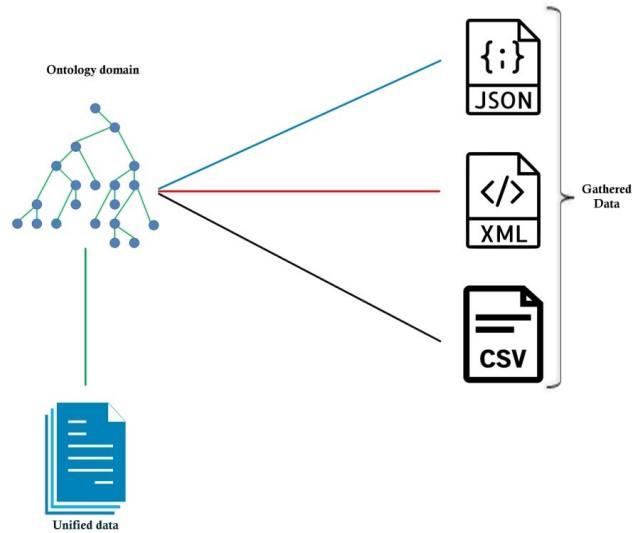 Ontology domain
{;}
JSON
</>
XML
CSV
Gathered
Data
Unified data